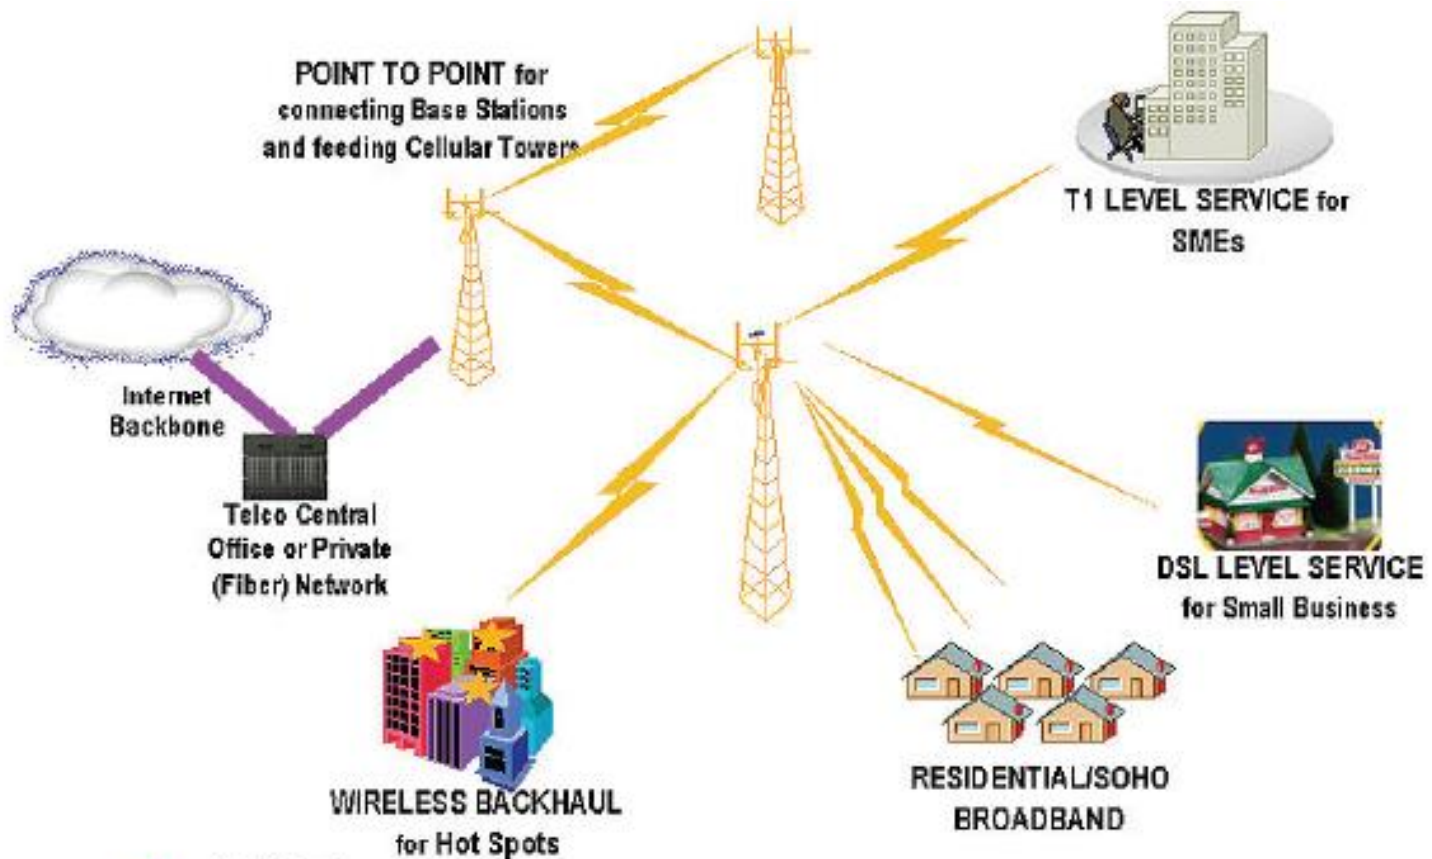 POINT TO POINT for
connecting Base Stations
and feeding Cellular Towers
T1 LEVEL SERVICE for
SMEs
Internet
Backbone
Telco Central
Office or Private
(Fiber) Network
DSL LEVEL SERVICE
for Small Business
WIRELESS BACKHAUL
for Hot Spots
RESIDENTIAL/SOHO
BROADBAND